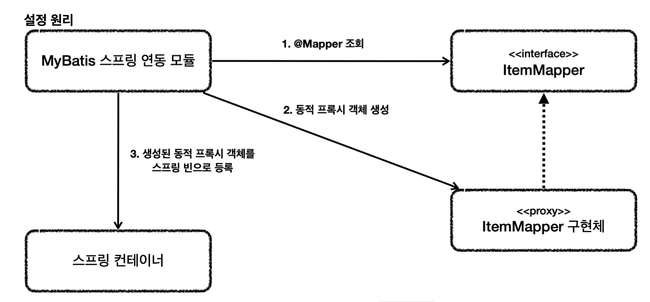 설정 원리
MyBatis 스프링 연동 모듈
1. @Mapper 조회
<<interface>>
ItemMapper
2. 동적 프록시 객체 생성
3. 생성된 동적 프록시 객체를
스프링 빈으로 등록
<<proxy>>
ItemMapper 구현체
스프링 컨테이너